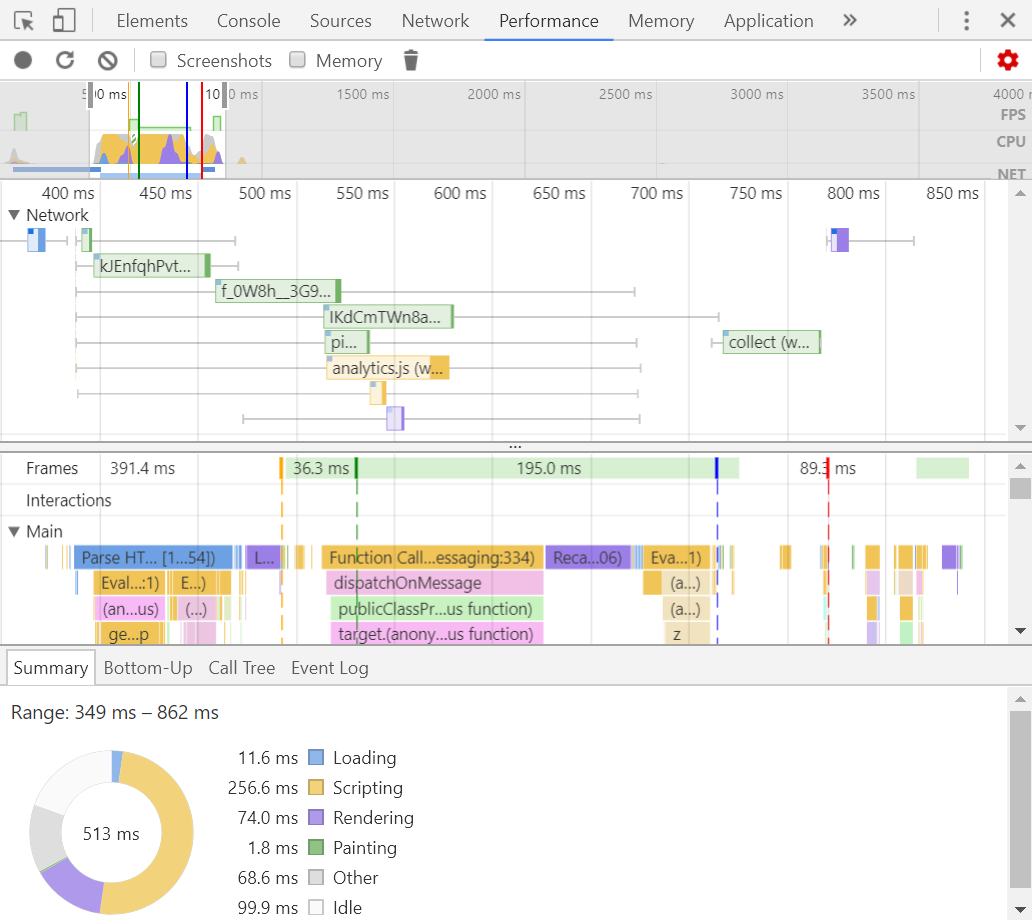 Elements Console Sources Network Performance Memory Application »
Screenshots Memory
500 ms 1000 ms 1500 ms 2000 ms 2500 ms 3000 ms 3500 ms 4000 m
FPS
CPU
NET
400 ms 450 ms 500 ms 550 ms 600 ms 650 ms 700 ms 750 ms 800 ms 850 ms
▼ Network
kJEnfqhPvt...
f_0W8h__3G9...
IKdCmTWn8a...
pi... collect (w...
analytics.js (w...
...
Frames 391.4 ms 36.3 ms 195.0 ms 89.3 ms
Interactions
▼ Main
Parse HT... [1...54]) L... Function Call...essaging:334) Reca...06) Eva...1)
Eval...:1) E...) dispatchOnMessage (a...)
(an...us) (...) publicClassPr...us function) (a...)
ge...p target.(anony...us function) z
Summary Bottom-Up Call Tree Event Log
Range: 349 ms – 862 ms
11.6 ms Loading
256.6 ms Scripting
74.0 ms Rendering
513 ms
1.8 ms Painting
68.6 ms Other
99.9 ms Idle